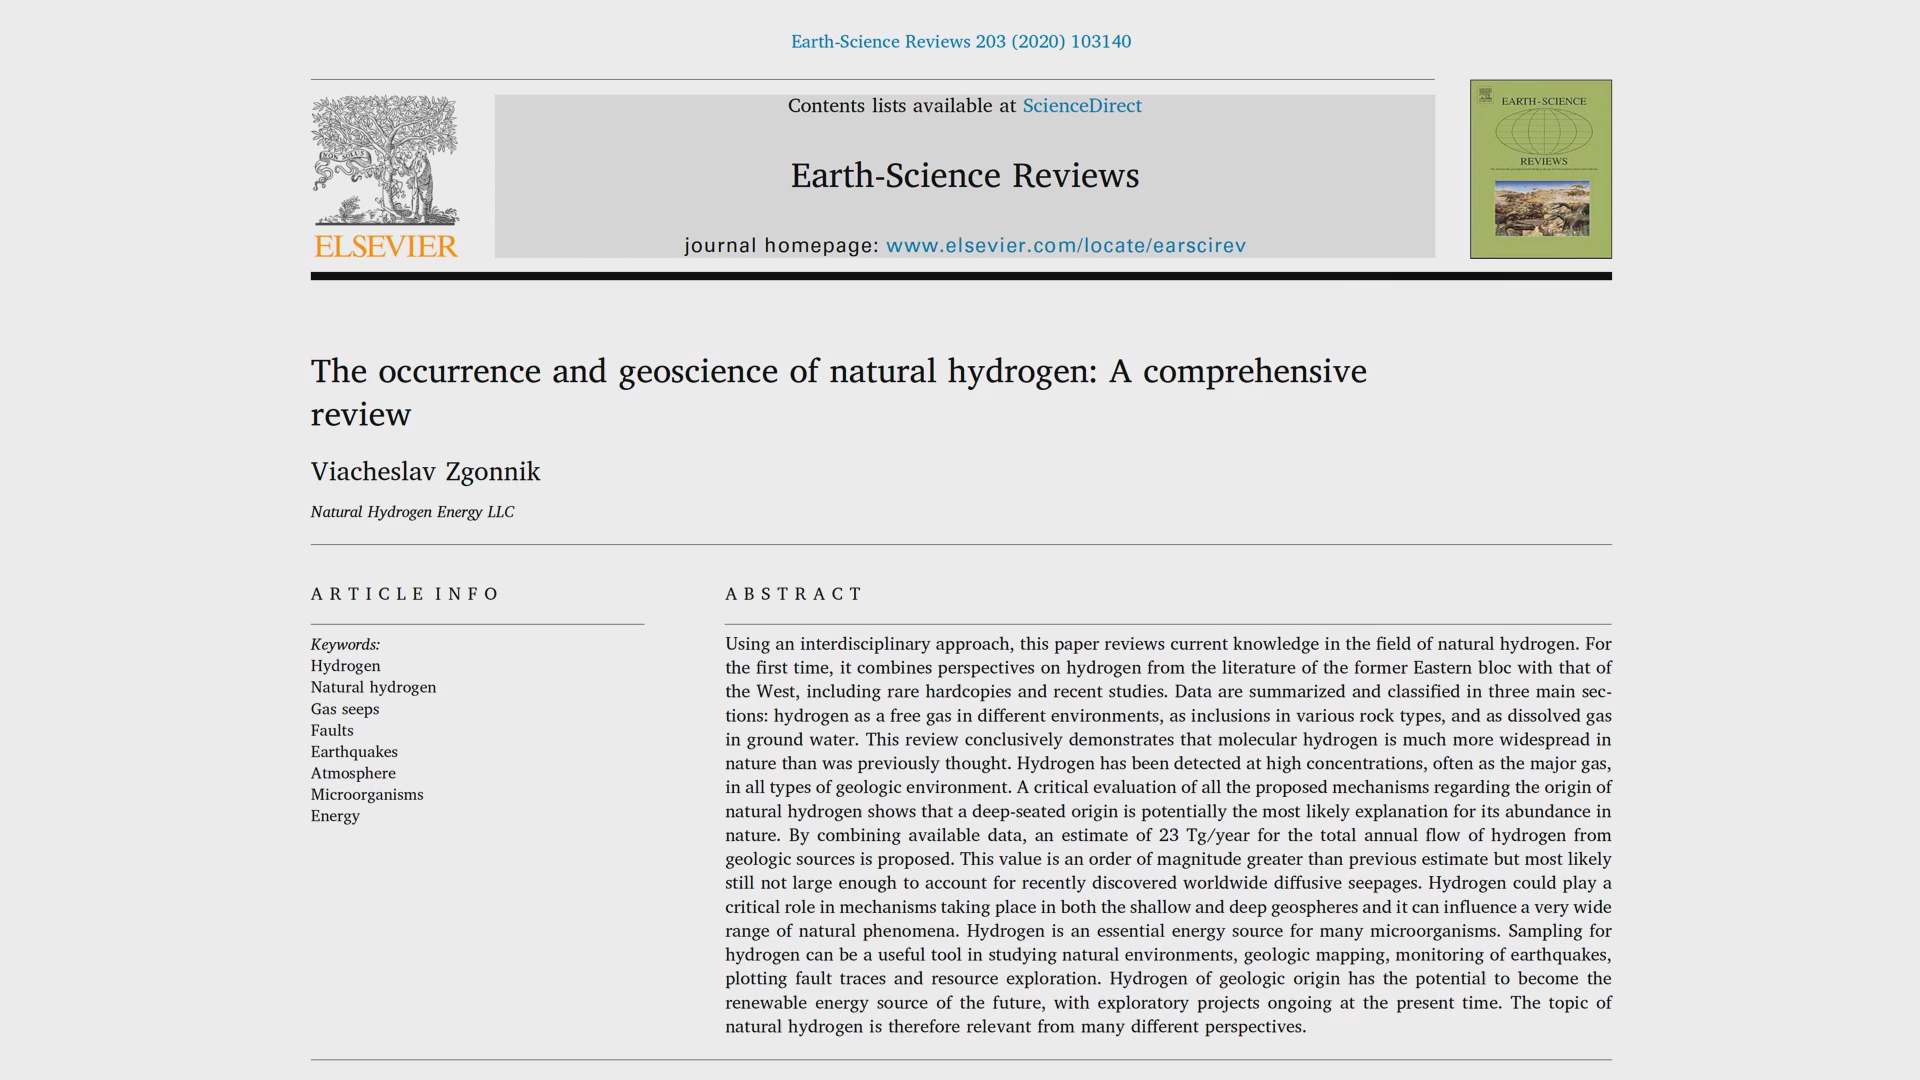 Earth-Science Reviews 203 (2020) 103140
Contents lists available at ScienceDirect
Earth-Science Reviews
journal homepage: www.elsevier.com/locate/earscirev
NON SOLUS
ELSEVIER
EARTH-SCIENCE
REVIEWS
The occurrence and geoscience of natural hydrogen: A comprehensive
review
Viacheslav Zgonnik
Natural Hydrogen Energy LLC
ARTICLE INFO
Keywords:
Hydrogen
Natural hydrogen
Gas seeps
Faults
Earthquakes
Atmosphere
Microorganisms
Energy
ABSTRACT
Using an interdisciplinary approach, this paper reviews current knowledge in the field of natural hydrogen. For
the first time, it combines perspectives on hydrogen from the literature of the former Eastern bloc with that of
the West, including rare hardcopies and recent studies. Data are summarized and classified in three main sec-
tions: hydrogen as a free gas in different environments, as inclusions in various rock types, and as dissolved gas
in ground water. This review conclusively demonstrates that molecular hydrogen is much more widespread in
nature than was previously thought. Hydrogen has been detected at high concentrations, often as the major gas,
in all types of geologic environment. A critical evaluation of all the proposed mechanisms regarding the origin of
natural hydrogen shows that a deep-seated origin is potentially the most likely explanation for its abundance in
nature. By combining available data, an estimate of 23 Tg/year for the total annual flow of hydrogen from
geologic sources is proposed. This value is an order of magnitude greater than previous estimate but most likely
still not large enough to account for recently discovered worldwide diffusive seepages. Hydrogen could play a
critical role in mechanisms taking place in both the shallow and deep geospheres and it can influence a very wide
range of natural phenomena. Hydrogen is an essential energy source for many microorganisms. Sampling for
hydrogen can be a useful tool in studying natural environments, geologic mapping, monitoring of earthquakes,
plotting fault traces and resource exploration. Hydrogen of geologic origin has the potential to become the
renewable energy source of the future, with exploratory projects ongoing at the present time. The topic of
natural hydrogen is therefore relevant from many different perspectives.